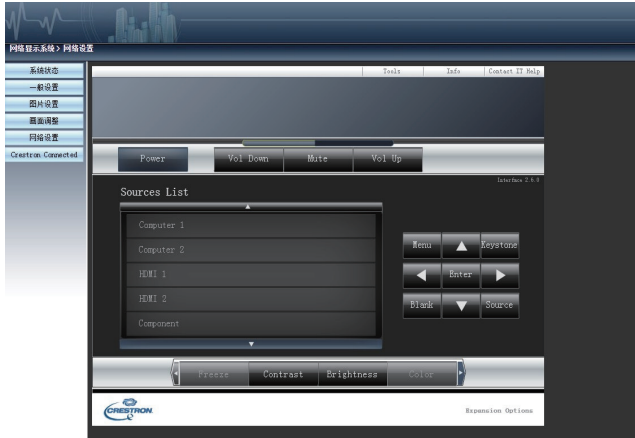 网络显示系统> 网络设置
系统状态
一般设置
图片设置
画面调整
网络设置
Crestron Connected
Tools Info Contact IT Help
Power Vol Down Mute Vol Up
Interface 2.6.8
Sources List
Computer 1
Computer 2
HDMI 1
HDMI 2
Component
Menu Keystone
Enter
Blank Source
Freeze Contrast Brightness Color
CRESTRON.
Expansion Options